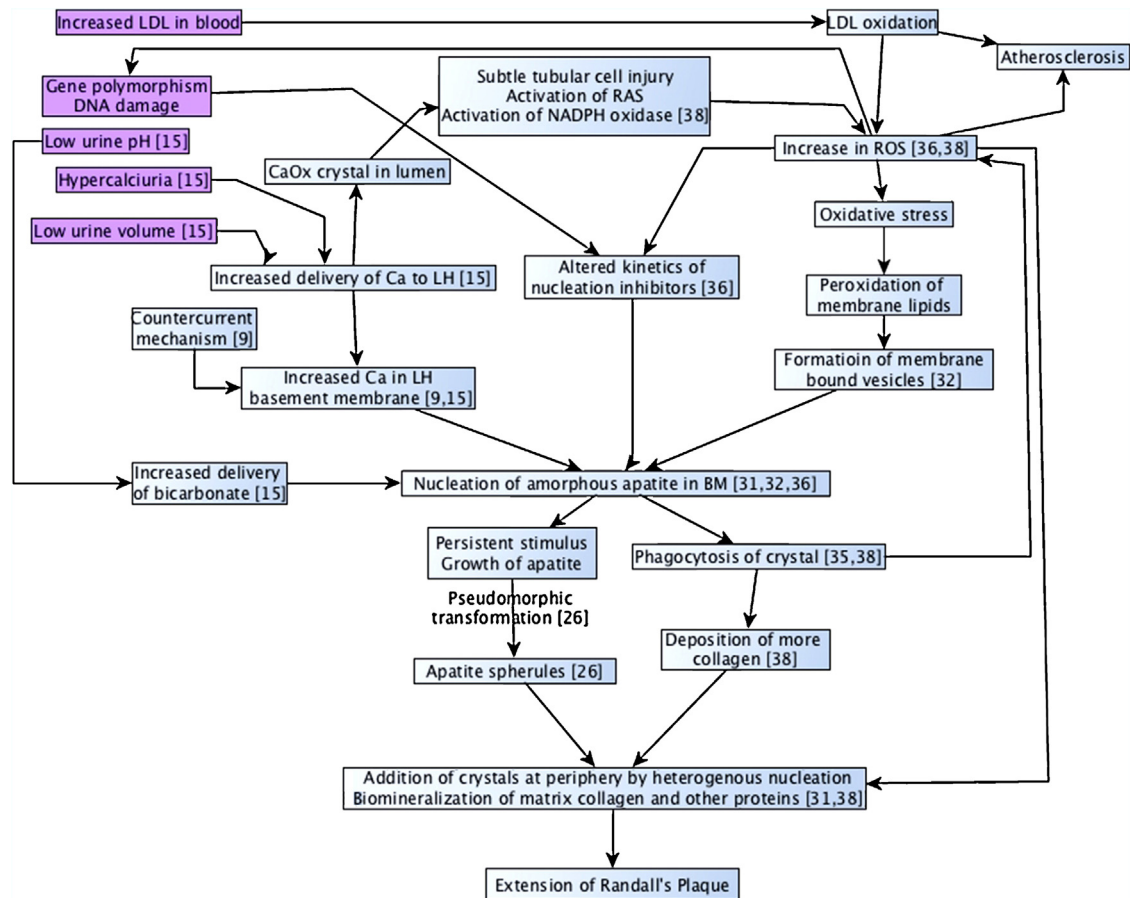 Increased LDL in blood
LDL oxidation
Atherosclerosis
Gene polymorphism
DNA damage
Subtle tubular cell injury
Activation of RAS
Activation of NADPH oxidase [38]
Low urine pH [15]
Increase in ROS [36,38]
CaOx crystal in lumen
Hypercalciuria [15]
Oxidative stress
Low urine volume [15]
Increased delivery of Ca to LH [15]
Altered kinetics of
nucleation inhibitors [36]
Peroxidation of
membrane lipids
Countercurrent
mechanism [9]
Formatioin of membrane
bound vesicles [32]
Increased Ca in LH
basement membrane [9,15]
Increased delivery
of bicarbonate [15]
Nucleation of amorphous apatite in BM [31,32,36]
Persistent stimulus
Growth of apatite
Phagocytosis of crystal [35,38]
Pseudomorphic
transformation [26]
Deposition of more
collagen [38]
Apatite spherules [26]
Addition of crystals at periphery by heterogenous nucleation
Biomineralization of matrix collagen and other proteins [31,38]
Extension of Randall's Plaque